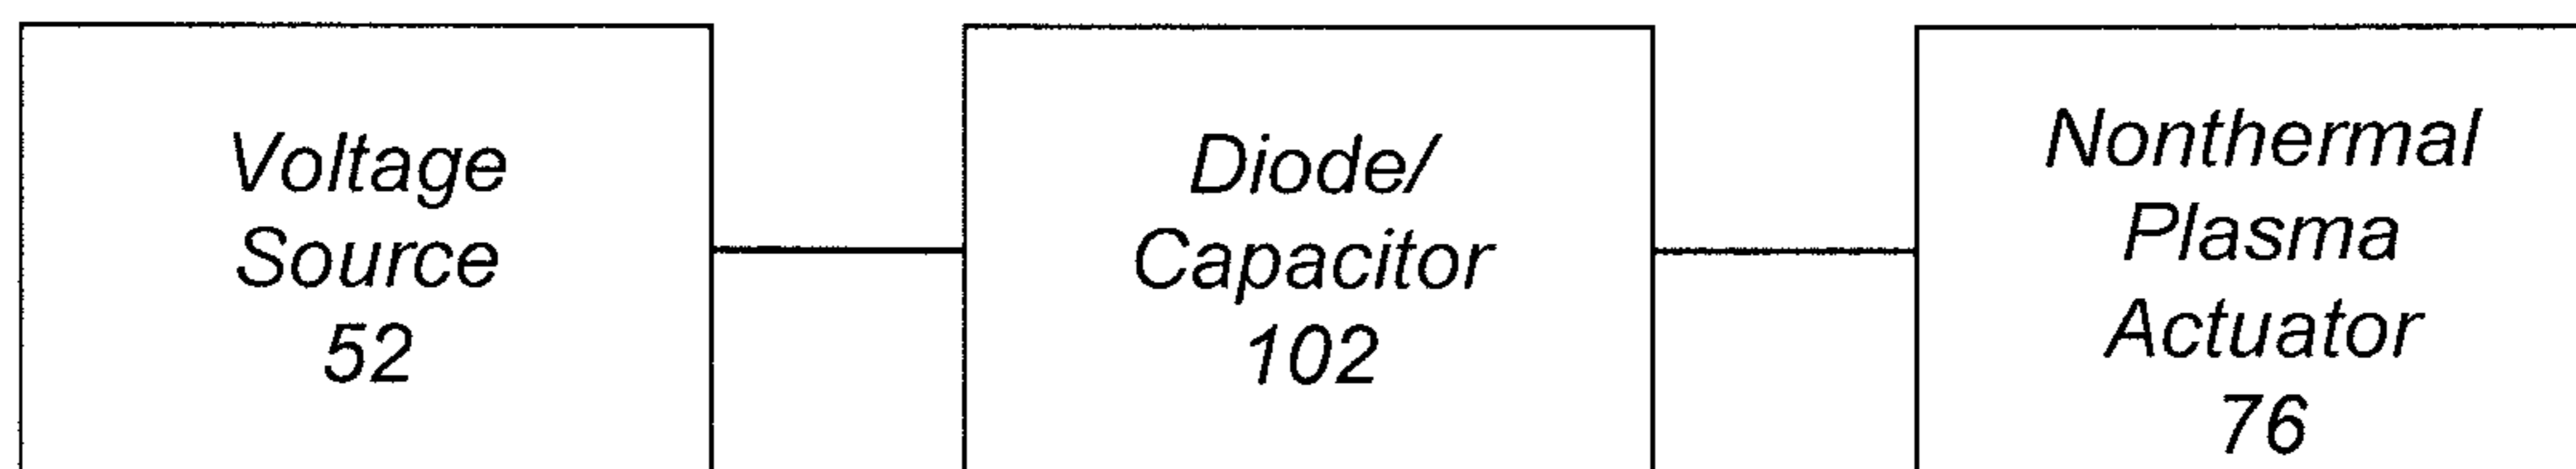 Voltage
Source
52
Diode/
Capacitor
102
Nonthermal
Plasma
Actuator
76